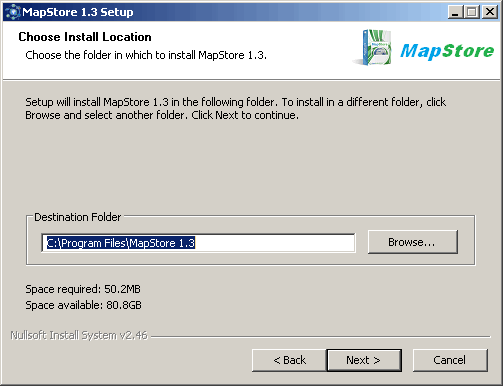 MapStore 1.3 Setup
Choose Install Location
Choose the folder in which to install MapStore 1.3.
MapStore
Setup will install MapStore 1.3 in the following folder. To install in a different folder, click
Browse and select another folder. Click Next to continue.
Destination Folder
C:\Program Files\MapStore 1.3
Browse...
Space required: 50.2MB
Space available: 80.8GB
Nullsoft Install System v2.46
< Back
Next >
Cancel